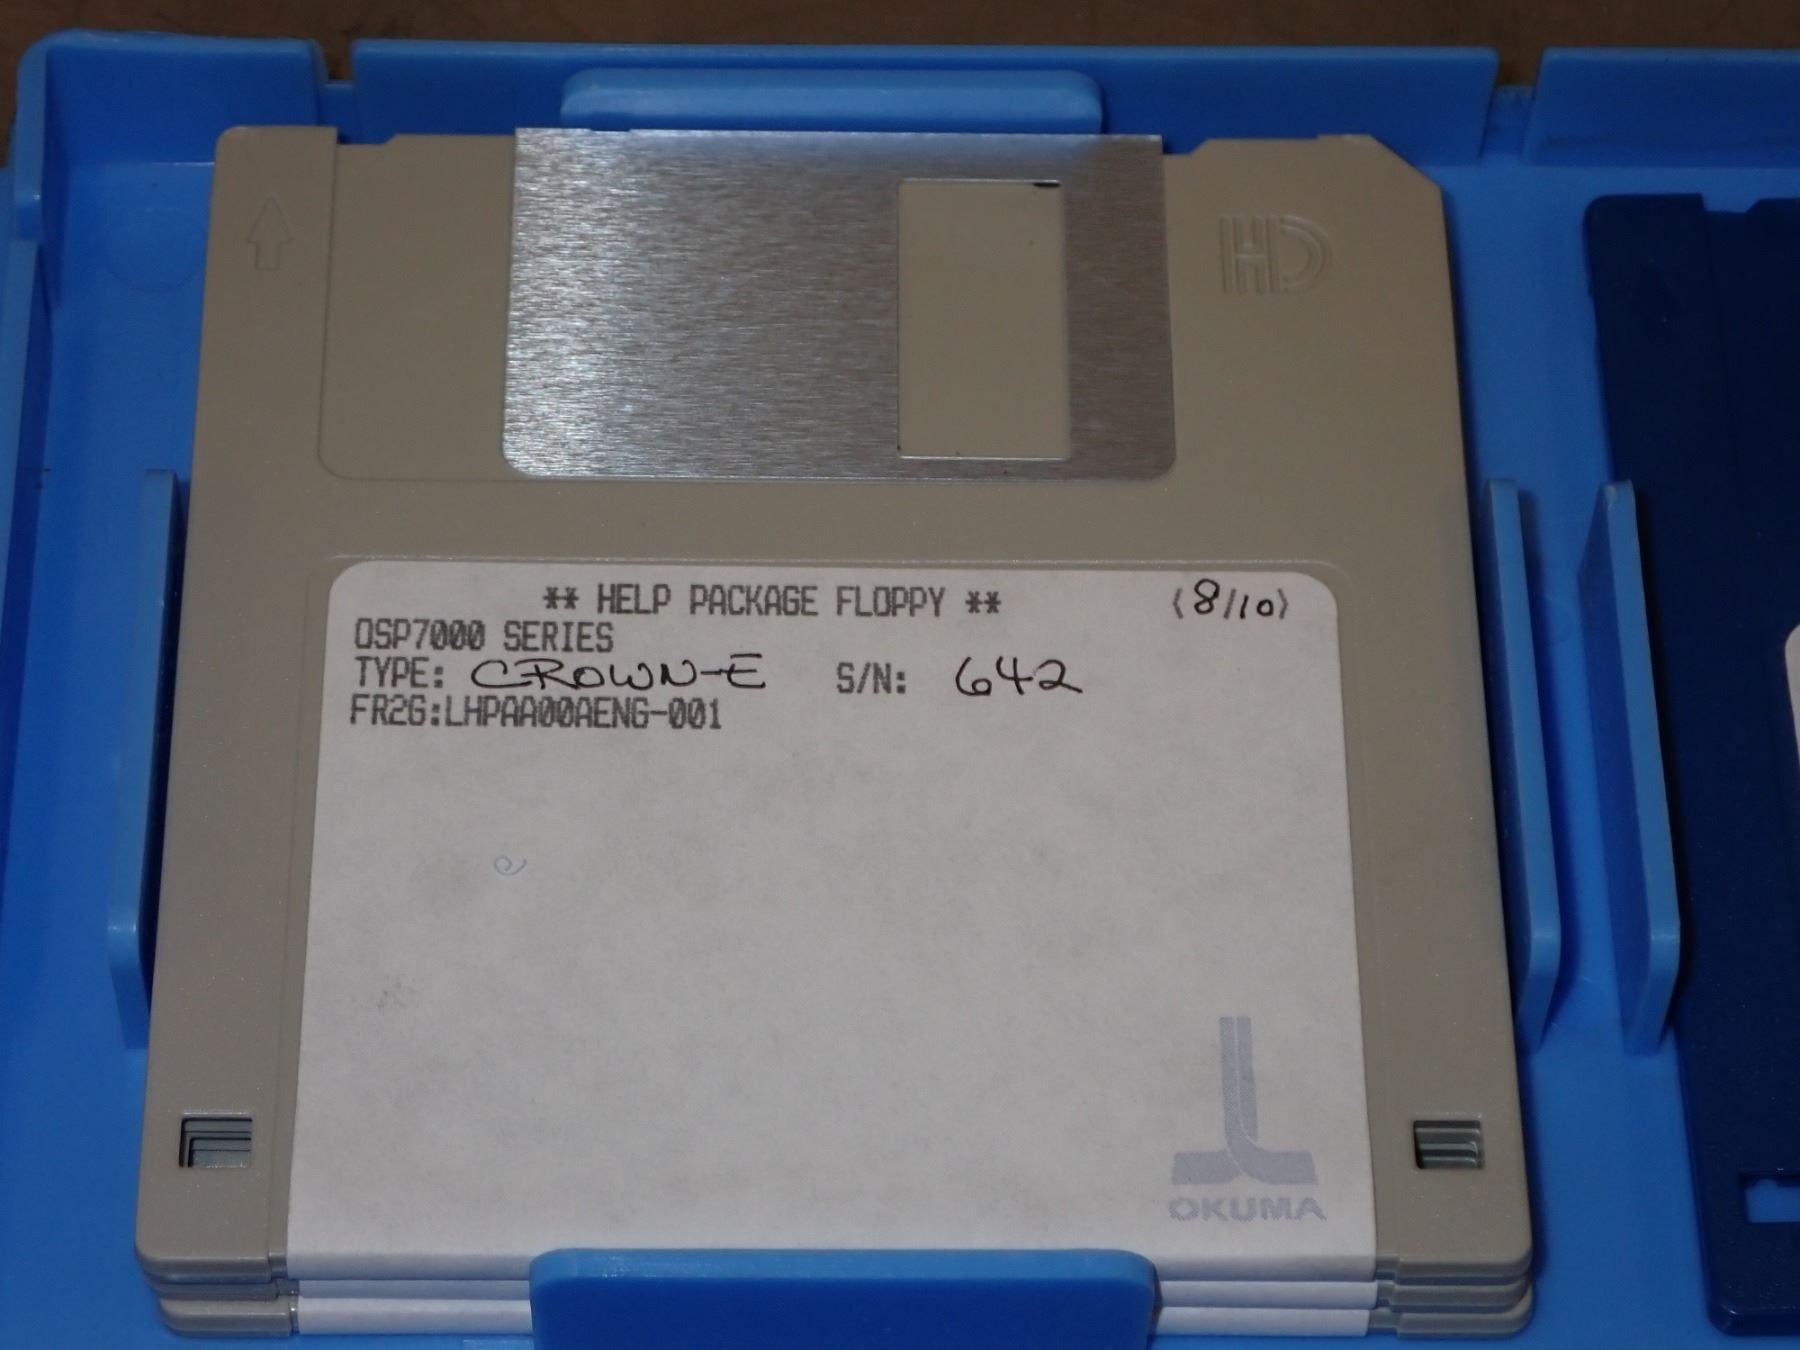 HD
** HELP PACKAGE FLOPPY ** (8/10)
OSP7000 SERIES
TYPE: CROWN-E S/N: 642
FR2G:LHPAA00AENG-001
OKUMA